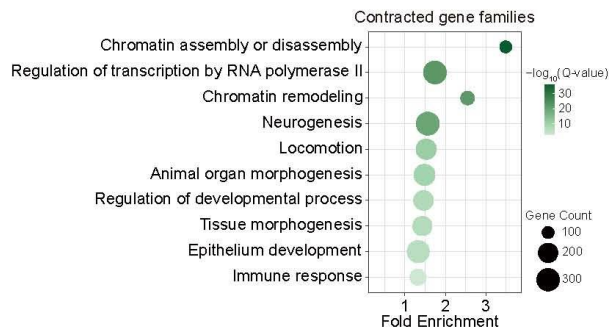 Contracted gene families
Chromatin assembly or disassembly
Regulation of transcription by RNA polymerase II
Chromatin remodeling
Neurogenesis
Locomotion
Animal organ morphogenesis
Regulation of developmental process
Tissue morphogenesis
Epithelium development
Immune response
1 2 3
Fold Enrichment
−log10(Q-value)
30
20
10
Gene Count
100
200
300